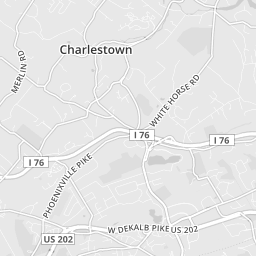 Charlestown
MERLIN RD
WHITE HORSE RD
I 76
I 76
I 76
PHOENIXVILLE PIKE
W DEKALB PIKE
US 202
US 202